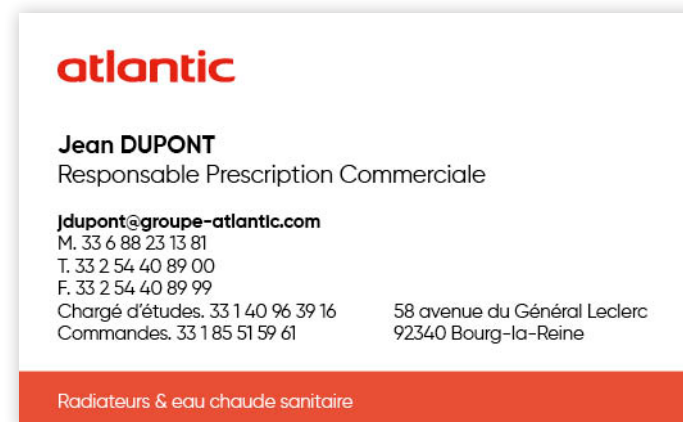 atlantic
Jean DUPONT
Responsable Prescription Commerciale
jdupont@groupe-atlantic.com
M. 33 6 88 23 13 81
T. 33 2 54 40 89 00
F. 33 2 54 40 89 99
Chargé d'études. 33 1 40 96 39 16
Commandes. 33 1 85 51 59 61
58 avenue du Général Leclerc
92340 Bourg-la-Reine
Radiateurs & eau chaude sanitaire